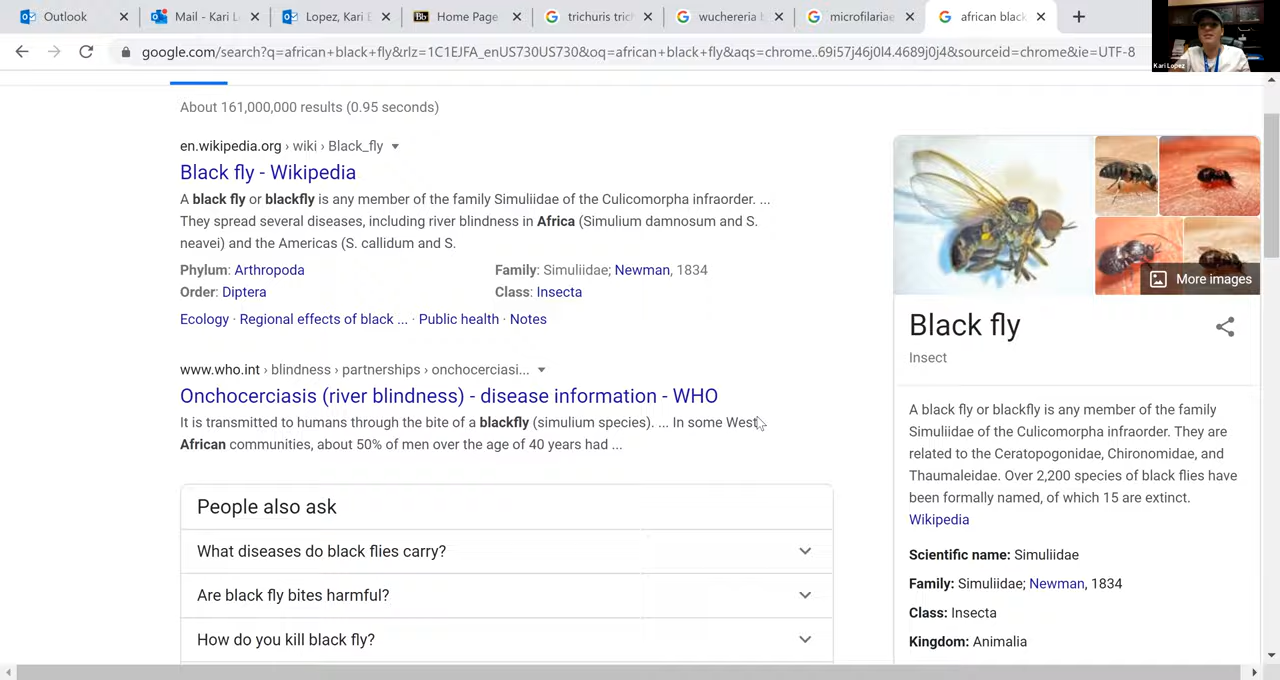 Outlook
Mail - Kari L
Lopez, Kari E
Bb Home Page
trichuris tric
wuchereria b
microfilariae
african black
google.com/search?q=african+black+fly&rlz=1C1EJFA_enUS730US730&oq=african+black+fly&aqs=chrome..69i57j46j0l4.4689j0j4&sourceid=chrome&ie=UTF-8
Kari Lopez
About 161,000,000 results (0.95 seconds)
en.wikipedia.org › wiki › Black_fly
Black fly - Wikipedia
A black fly or blackfly is any member of the family Simuliidae of the Culicomorpha infraorder. ...
They spread several diseases, including river blindness in Africa (Simulium damnosum and S.
neavei) and the Americas (S. callidum and S.
Phylum: Arthropoda
Family: Simuliidae; Newman, 1834
Order: Diptera
Class: Insecta
Ecology · Regional effects of black ... · Public health · Notes
www.who.int › blindness › partnerships › onchocerciasi...
Onchocerciasis (river blindness) - disease information - WHO
It is transmitted to humans through the bite of a blackfly (simulium species). ... In some West
African communities, about 50% of men over the age of 40 years had ...
People also ask
What diseases do black flies carry?
Are black fly bites harmful?
How do you kill black fly?
More images
Black fly
Insect
A black fly or blackfly is any member of the family
Simuliidae of the Culicomorpha infraorder. They are
related to the Ceratopogonidae, Chironomidae, and
Thaumaleidae. Over 2,200 species of black flies have
been formally named, of which 15 are extinct.
Wikipedia
Scientific name: Simuliidae
Family: Simuliidae; Newman, 1834
Class: Insecta
Kingdom: Animalia